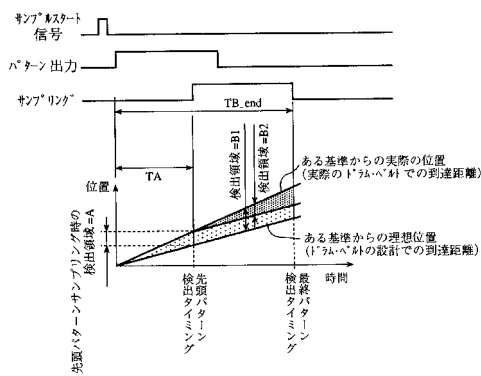 サンプルスタート
信号
パターン出力
サンプリング
TB_end
TA
検出領域=B1
検出領域=B2
位置
ある基準からの実際の位置
(実際のドラム・ベルトでの到達距離)
ある基準からの理想位置
(ドラム・ベルトの設計での到達距離)
先頭パターンサンプリング時の
検出領域=A
時間
先頭パターン
検出タイミング
最終パターン
検出タイミング